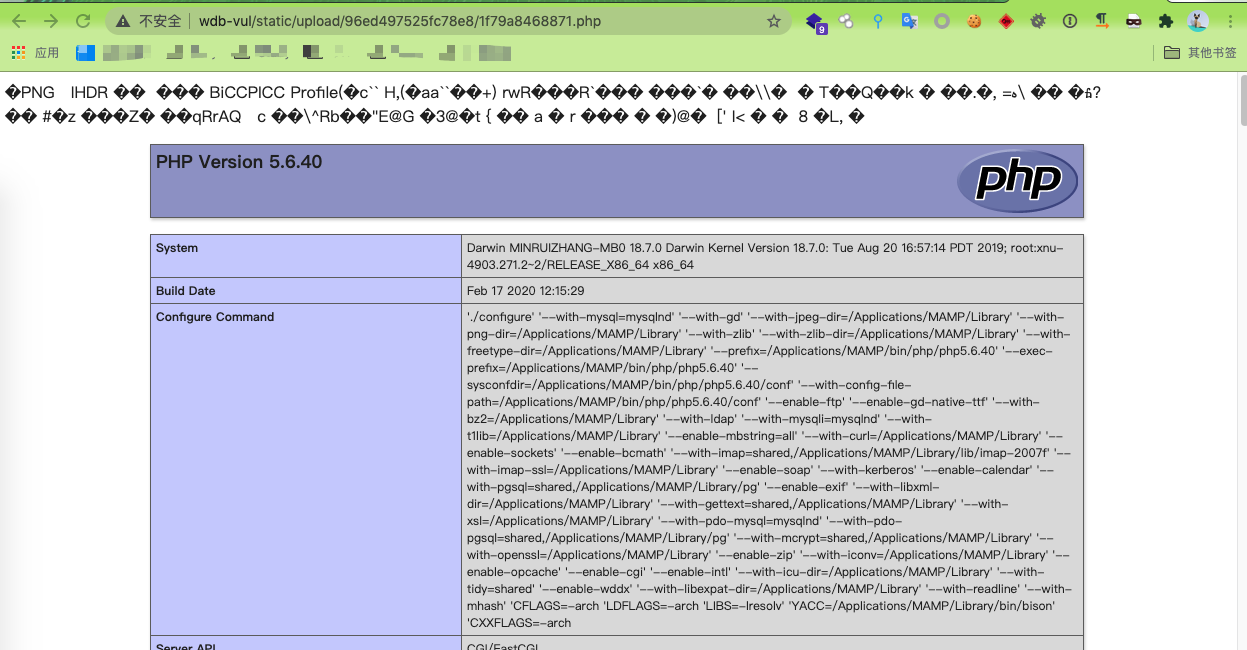 不安全 wdb-vul/static/upload/96ed497525fc78e8/1f79a8468871.php
9
应用
其他书签
�PNG IHDR �� ��� BiCCPICC Profile(�c`` H,(�aa``��+) rwR���R`��� ���`� ��\\� � T��Q��k � ��.�, =
�� #�z ���Z� ��qRrAQ c ��\^Rb��"E@G �3@�t { �� a � r ��� � �)@� [' l< � � 8 �L, �
PHP Version 5.6.40
php
System
Darwin MINRUIZHANG-MB0 18.7.0 Darwin Kernel Version 18.7.0: Tue Aug 20 16:57:14 PDT 2019; root:xnu-
4903.271.2~2/RELEASE_X86_64 x86_64
Build Date
Feb 17 2020 12:15:29
Configure Command
'./configure' '--with-mysql=mysqlnd' '--with-gd' '--with-jpeg-dir=/Applications/MAMP/Library' '--with-
png-dir=/Applications/MAMP/Library' '--with-zlib' '--with-zlib-dir=/Applications/MAMP/Library' '--with-
freetype-dir=/Applications/MAMP/Library' '--prefix=/Applications/MAMP/bin/php/php5.6.40' '--exec-
prefix=/Applications/MAMP/bin/php/php5.6.40' '--
sysconfdir=/Applications/MAMP/bin/php/php5.6.40/conf' '--with-config-file-
path=/Applications/MAMP/bin/php/php5.6.40/conf' '--enable-ftp' '--enable-gd-native-ttf' '--with-
bz2=/Applications/MAMP/Library' '--with-ldap' '--with-mysqli=mysqlnd' '--with-
t1lib=/Applications/MAMP/Library' '--enable-mbstring=all' '--with-curl=/Applications/MAMP/Library' '--
enable-sockets' '--enable-bcmath' '--with-imap=shared,/Applications/MAMP/Library/lib/imap-2007f' '--
with-imap-ssl=/Applications/MAMP/Library' '--enable-soap' '--with-kerberos' '--enable-calendar' '--
with-pgsql=shared,/Applications/MAMP/Library/pg' '--enable-exif' '--with-libxml-
dir=/Applications/MAMP/Library' '--with-gettext=shared,/Applications/MAMP/Library' '--with-
xsl=/Applications/MAMP/Library' '--with-pdo-mysql=mysqlnd' '--with-pdo-
pgsql=shared,/Applications/MAMP/Library/pg' '--with-mcrypt=shared,/Applications/MAMP/Library' '--
with-openssl=/Applications/MAMP/Library' '--enable-zip' '--with-iconv=/Applications/MAMP/Library' '--
enable-opcache' '--enable-cgi' '--enable-intl' '--with-icu-dir=/Applications/MAMP/Library' '--with-
tidy=shared' '--enable-wddx' '--with-libexpat-dir=/Applications/MAMP/Library' '--with-readline' '--with-
mhash' 'CFLAGS=-arch' 'LDFLAGS=-arch' 'LIBS=-lresolv' 'YACC=/Applications/MAMP/Library/bin/bison'
'CXXFLAGS=-arch
Server API
CGI/FastCGI